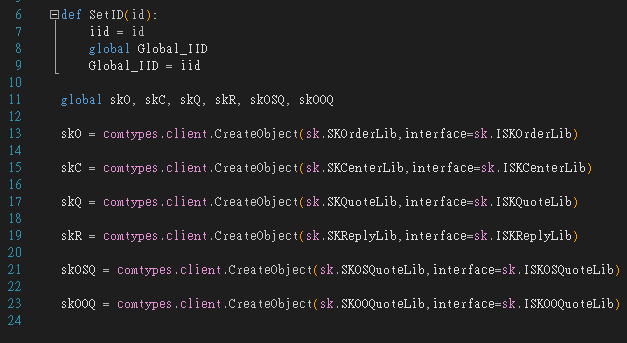 6 def SetID(id):
7 iid = id
8 global Global_IID
9 Global_IID = iid
10
11 global skO, skC, skQ, skR, skOSQ, skOOQ
12
13 skO = comtypes.client.CreateObject(sk.SKOrderLib,interface=sk.ISKOrderLib)
14
15 skC = comtypes.client.CreateObject(sk.SKCenterLib,interface=sk.ISKCenterLib)
16
17 skQ = comtypes.client.CreateObject(sk.SKQuoteLib,interface=sk.ISKQuoteLib)
18
19 skR = comtypes.client.CreateObject(sk.SKReplyLib,interface=sk.ISKReplyLib)
20
21 skOSQ = comtypes.client.CreateObject(sk.SKOSQuoteLib,interface=sk.ISKOSQuoteLib)
22
23 skOOQ = comtypes.client.CreateObject(sk.SKOOQuoteLib,interface=sk.ISKOOQuoteLib)
24